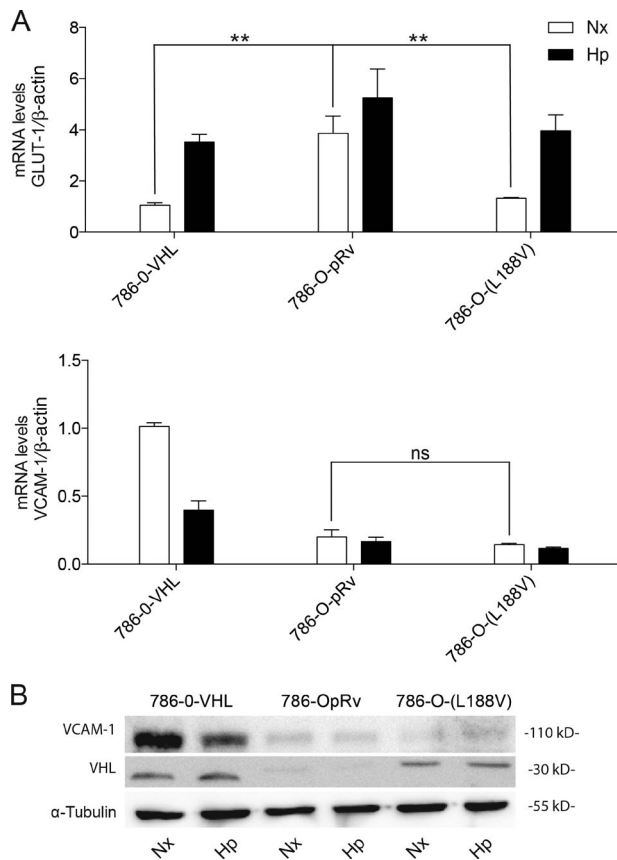 A
Nx
Hp
**
**
mRNA levels
GLUT-1/β-actin
8
6
4
2
0
786-0-VHL
786-O-pRv
786-O-(L188V)
mRNA levels
VCAM-1/β-actin
1.5
1.0
0.5
0.0
ns
786-0-VHL
786-O-pRv
786-O-(L188V)
B
786-0-VHL 786-OpRv 786-O-(L188V)
VCAM-1 -110 kD-
VHL -30 kD-
α-Tubulin -55 kD-
Nx Hp Nx Hp Nx Hp